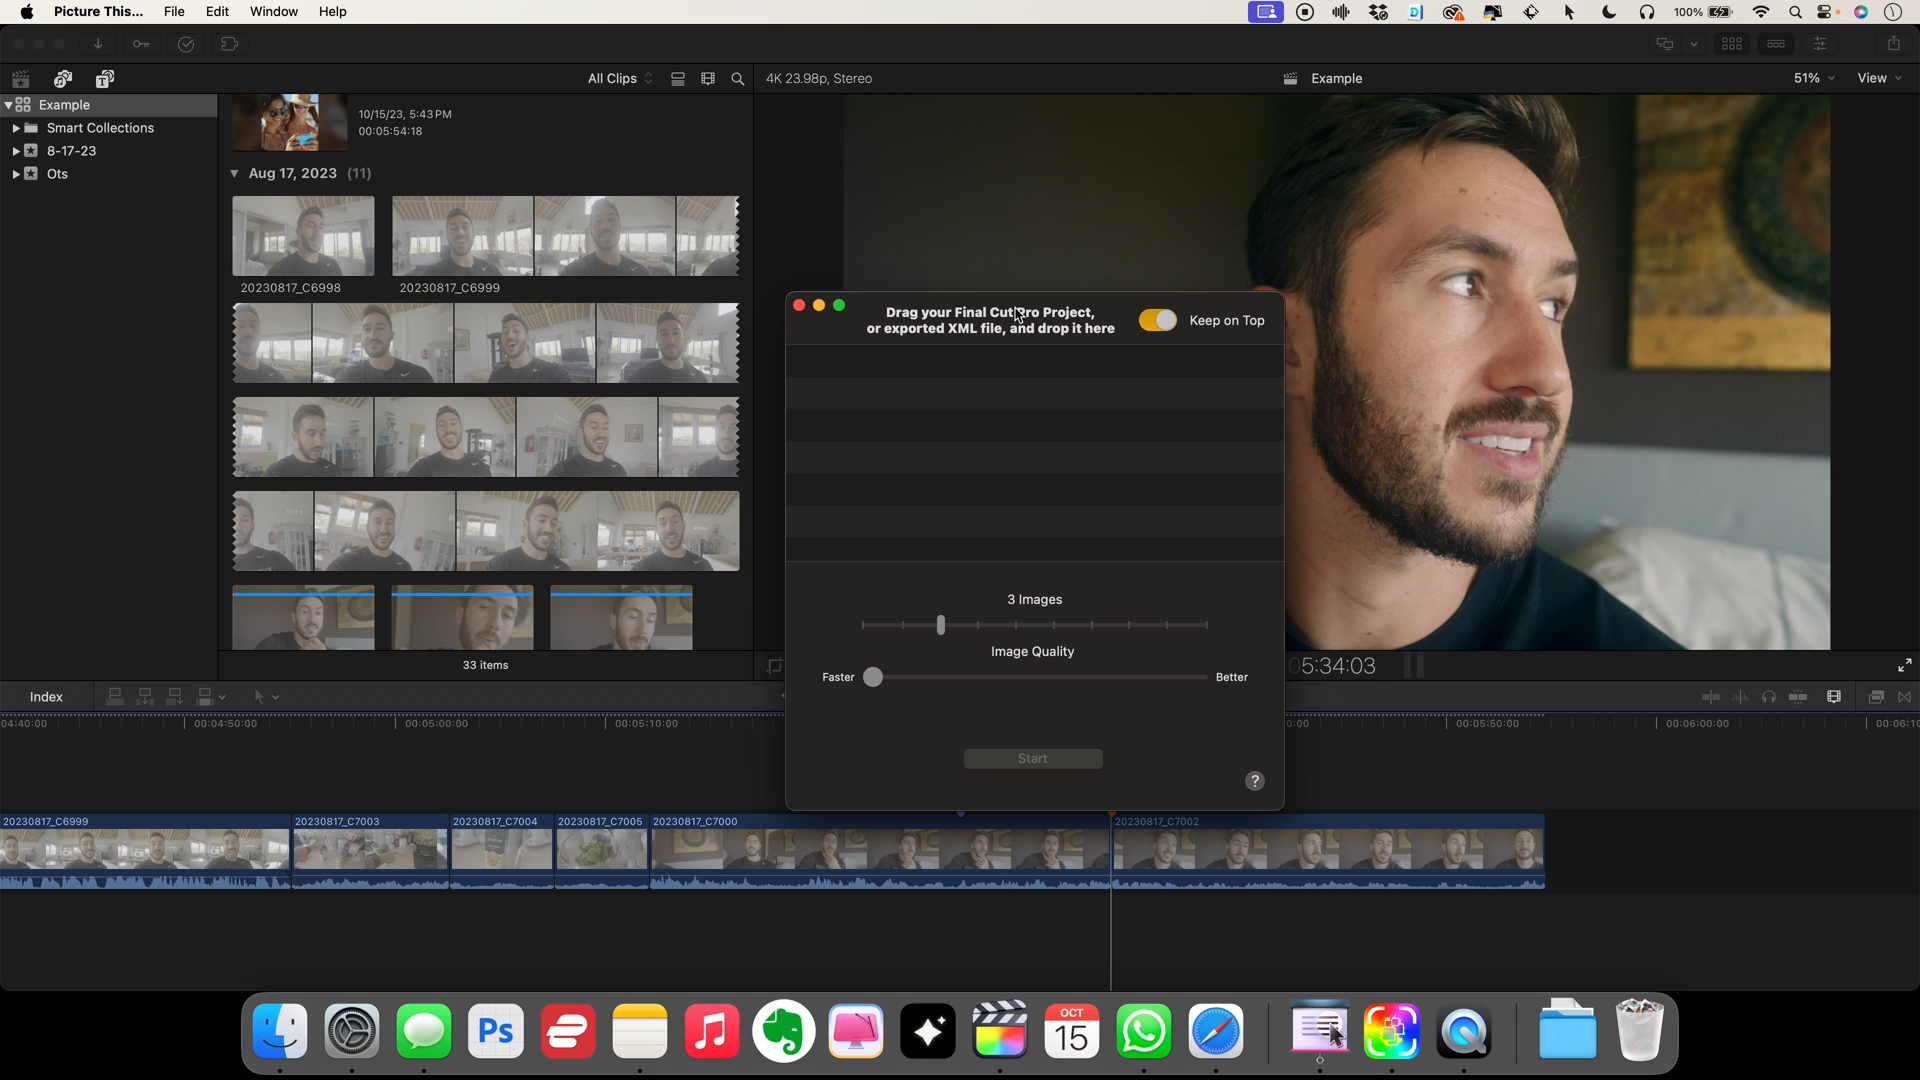 Picture This... File Edit Window Help
100%
All Clips
4K 23.98p, Stereo
Example
51%
View
Example
Smart Collections
8-17-23
Ots
10/15/23, 5:43 PM
00:05:54:18
Aug 17, 2023 (11)
20230817_C6998
20230817_C6999
33 items
Drag your Final Cut Pro Project,
or exported XML file, and drop it here
Keep on Top
3 Images
Image Quality
Faster
Better
Start
?
05:34:03
Index
04:40:00
00:04:50:00
00:05:00:00
00:05:10:00
00:05:50:00
00:06:00:00
00:06:10
20230817_C6999
20230817_C7003
20230817_C7004
20230817_C7005
20230817_C7000
20230817_C7002
Ps
OCT
15